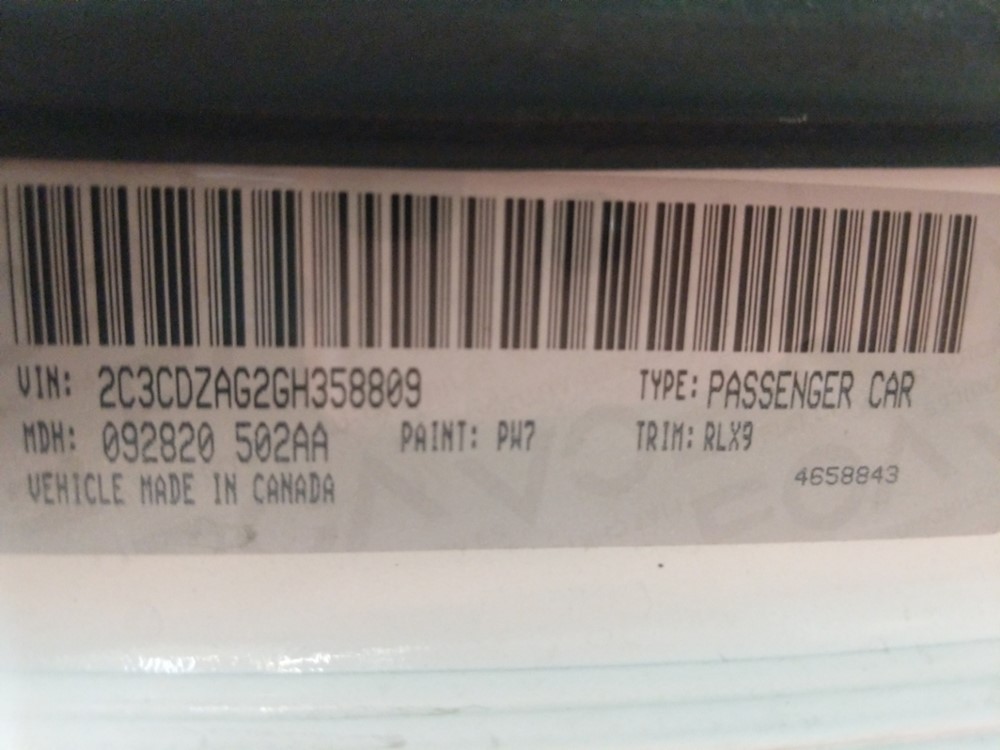 VIN: 2C3CDZAG2GH358809 TYPE: PASSENGER CAR
MDH: 092820 502AA PAINT: PW7 TRIM: RLX9
VEHICLE MADE IN CANADA 4658843